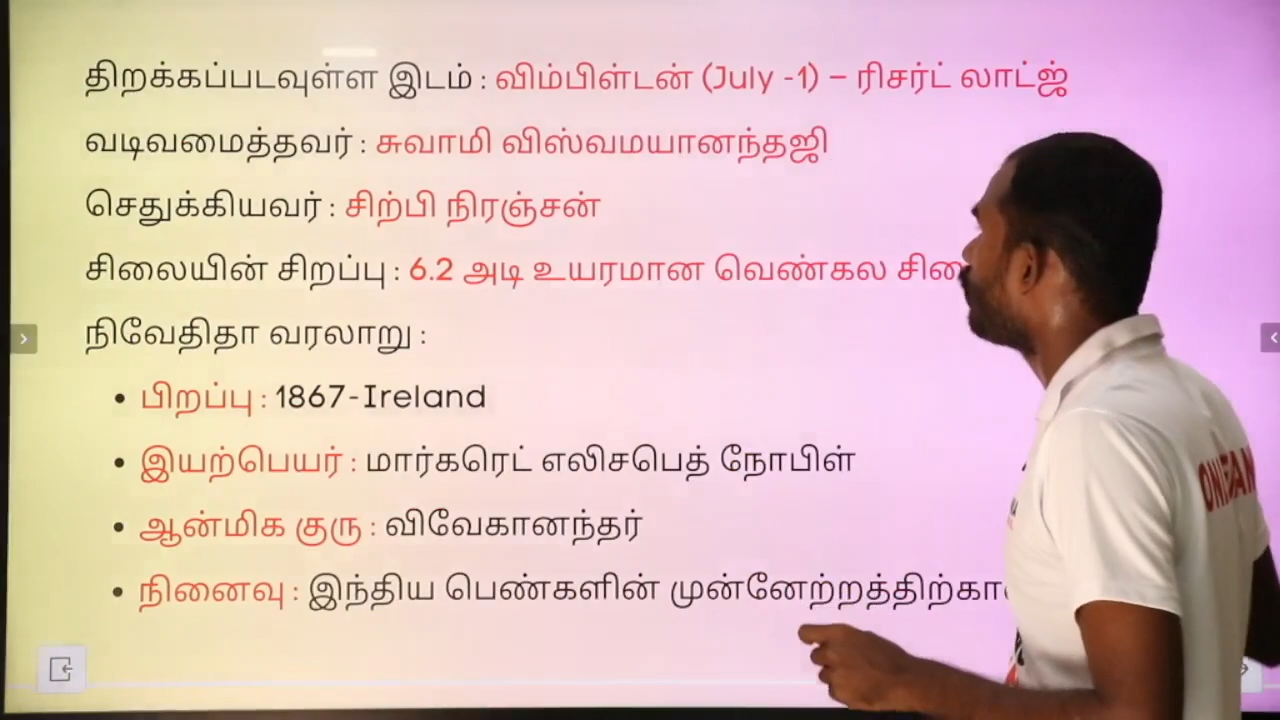 திறக்கப்படவுள்ள இடம் : விம்பிள்டன் (July -1) – ரிசர்ட் லாட்ஜ்
வடிவமைத்தவர் : சுவாமி விஸ்வமயானந்தஜி
செதுக்கியவர் : சிற்பி நிரஞ்சன்
சிலையின் சிறப்பு : 6.2 அடி உயரமான வெண்கல
நிவேதிதா வரலாறு :
• பிறப்பு : 1867-Ireland
• இயற்பெயர் : மார்கரெட் எலிசபெத் நோபிள்
• ஆன்மிக குரு : விவேகானந்தர்
• நினைவு : இந்திய பெண்களின்